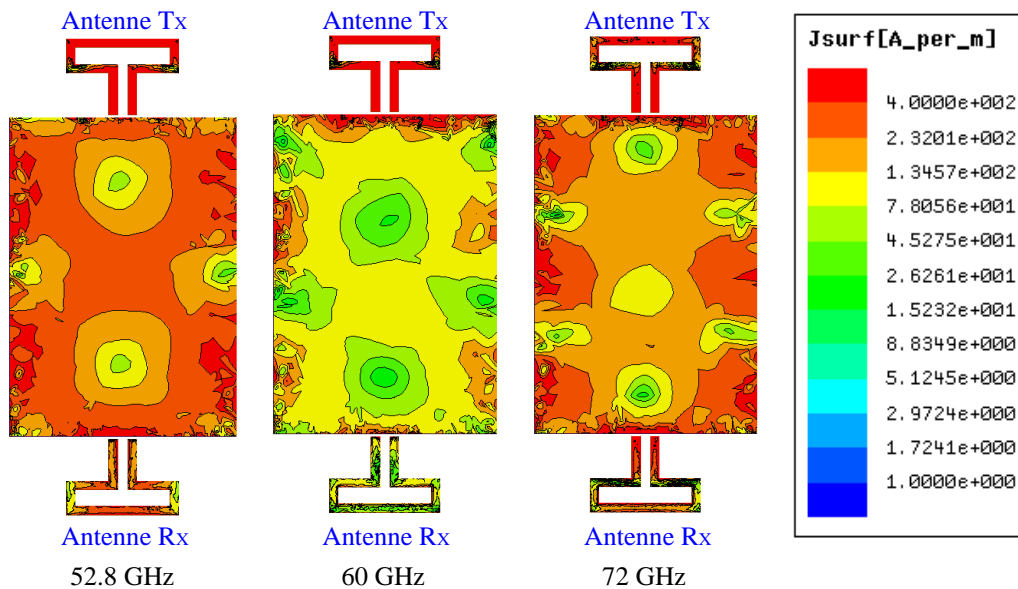 Antenne Tx
Antenne Tx
Antenne Tx
Antenne Rx
Antenne Rx
Antenne Rx
52.8 GHz
60 GHz
72 GHz
Jsurf[A_per_m]
4.0000e+002
2.3201e+002
1.3457e+002
7.8056e+001
4.5275e+001
2.6261e+001
1.5232e+001
8.8349e+000
5.1245e+000
2.9724e+000
1.7241e+000
1.0000e+000